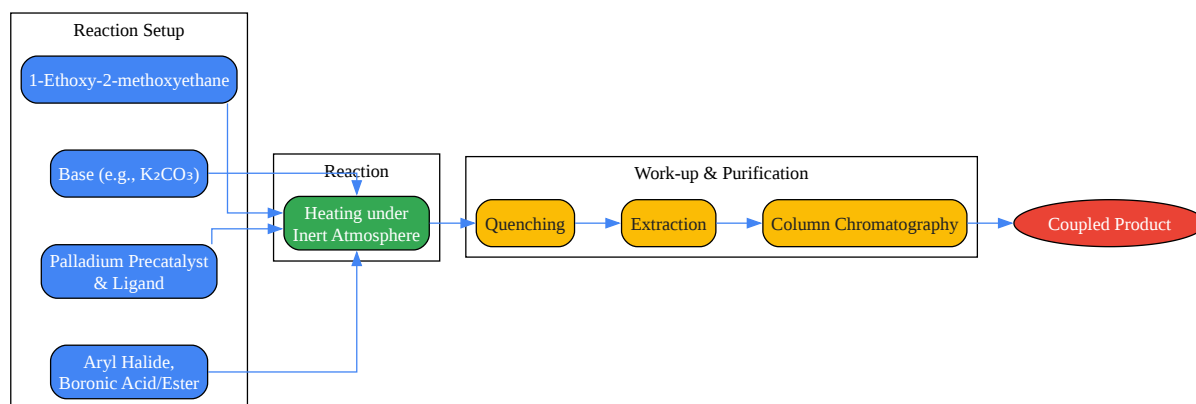 Reaction Setup
1-Ethoxy-2-methoxyethane
Base (e.g., K₂CO₃)
Palladium Precatalyst
& Ligand
Aryl Halide,
Boronic Acid/Ester
Reaction
Heating under
Inert Atmosphere
Work-up & Purification
Quenching
Extraction
Column Chromatography
Coupled Product